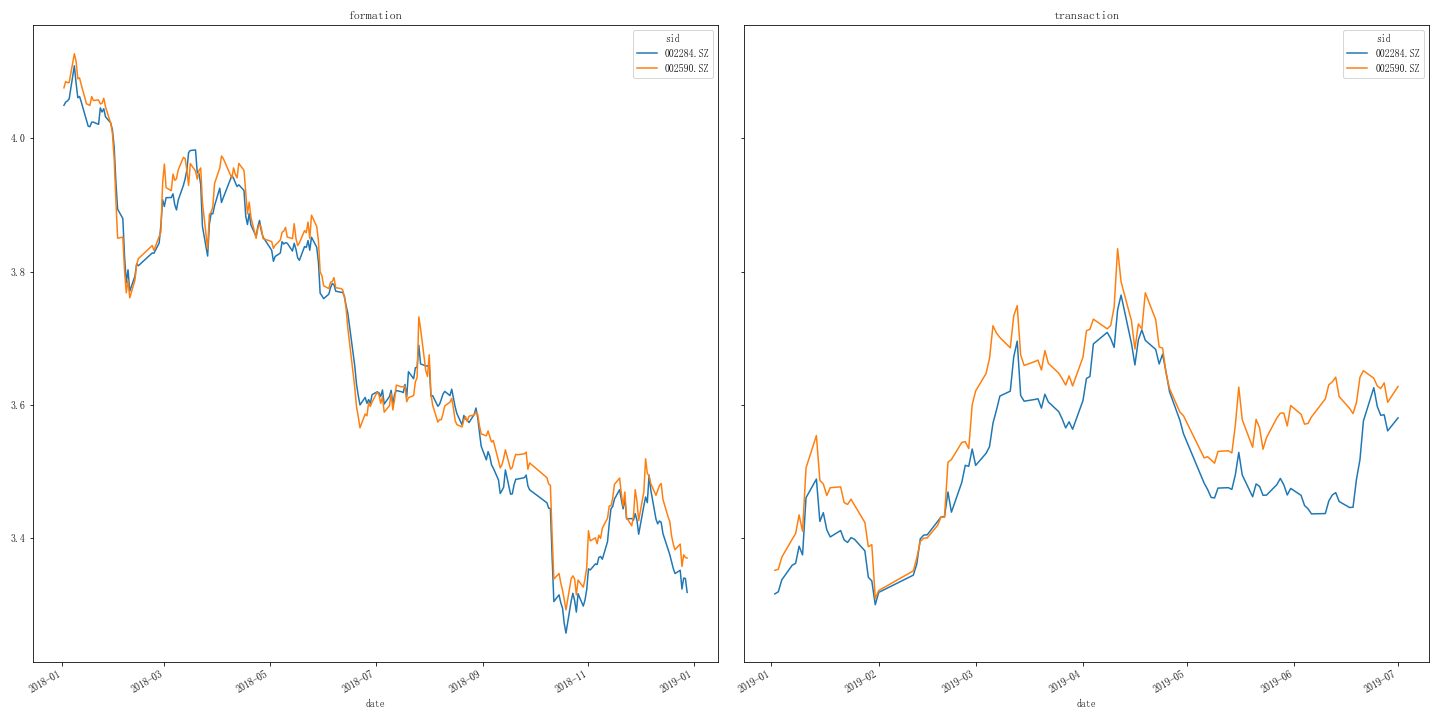 formation
sid
002284.SZ
002590.SZ
4.0
3.8
3.6
3.4
2018-01
2018-03
2018-05
2018-07
2018-09
2018-11
2019-01
date
transaction
sid
002284.SZ
002590.SZ
2019-01
2019-02
2019-03
2019-04
2019-05
2019-06
2019-07
date